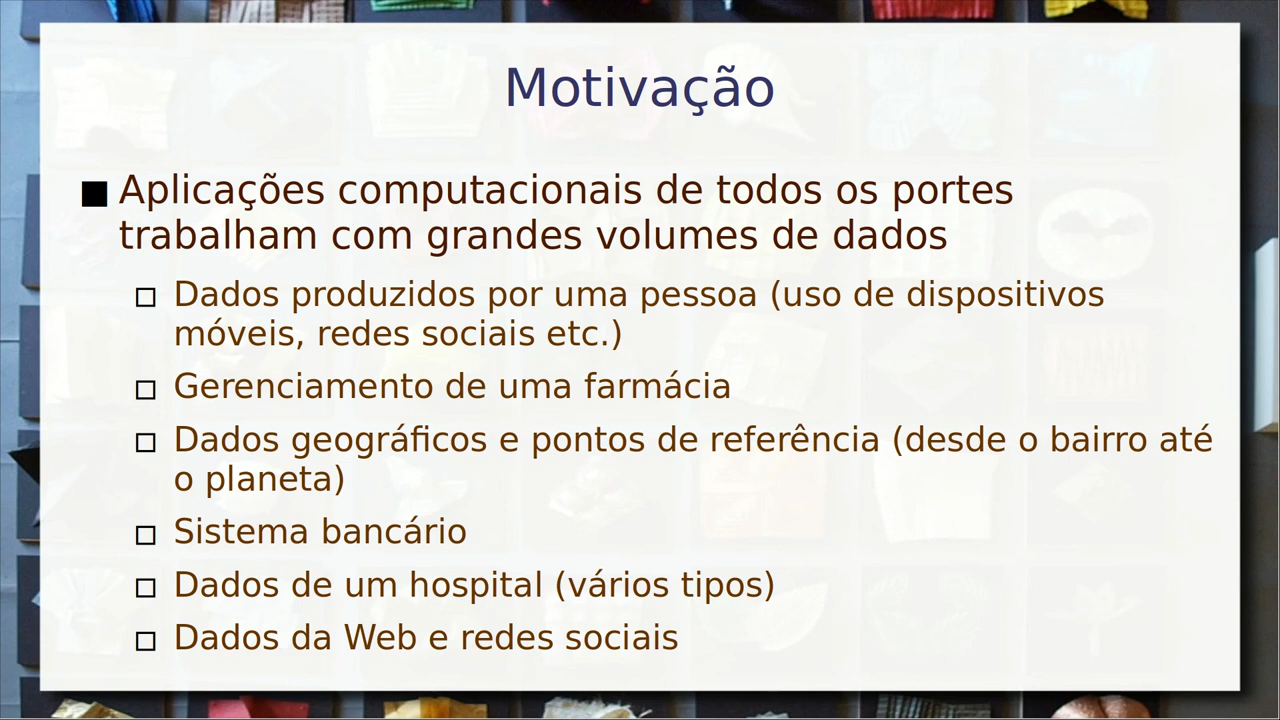 Motivação
■ Aplicações computacionais de todos os portes
trabalham com grandes volumes de dados
□ Dados produzidos por uma pessoa (uso de dispositivos
móveis, redes sociais etc.)
□ Gerenciamento de uma farmácia
□ Dados geográficos e pontos de referência (desde o bairro até
o planeta)
□ Sistema bancário
□ Dados de um hospital (vários tipos)
□ Dados da Web e redes sociais